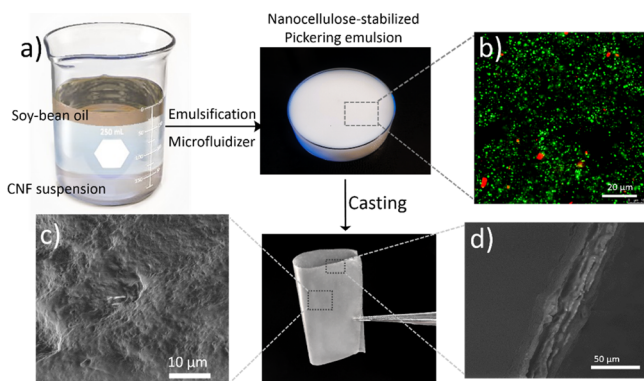 a)
Soy-bean oil
CNF suspension
250 ML
Emulsification
Microfluidizer
Nanocellulose-stabilized
Pickering emulsion
b)
20 µm
Casting
c)
10 µm
d)
50 µm